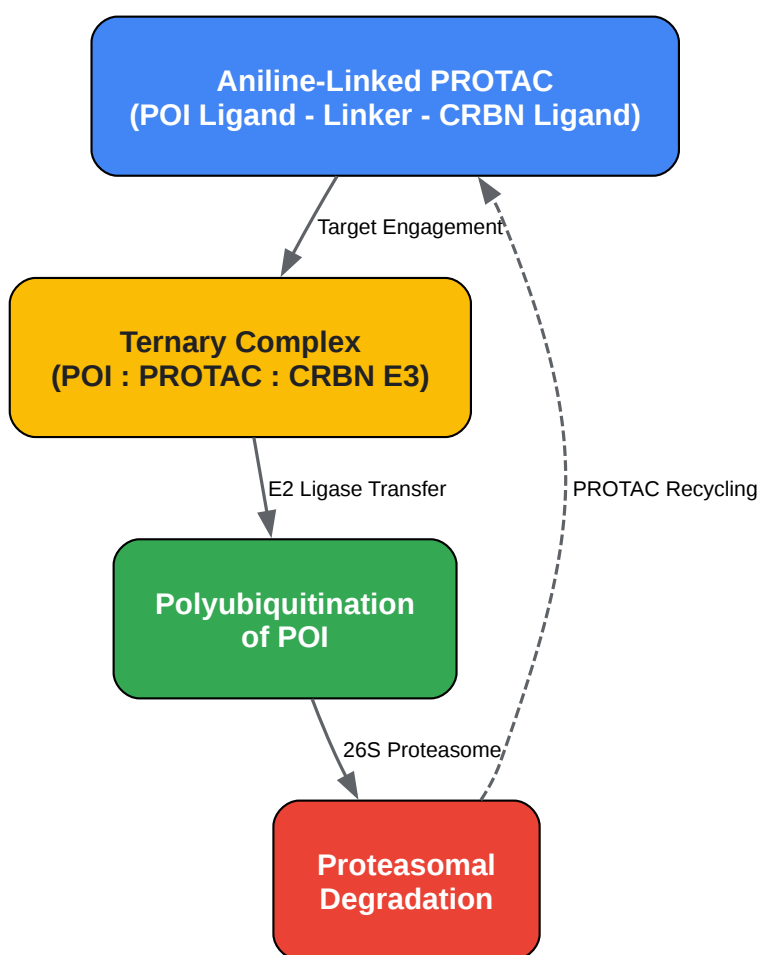 Aniline-Linked PROTAC
(POI Ligand - Linker - CRBN Ligand)
Target Engagement
Ternary Complex
(POI : PROTAC : CRBN E3)
E2 Ligase Transfer
PROTAC Recycling
Polyubiquitination
of POI
26S Proteasome
Proteasomal
Degradation